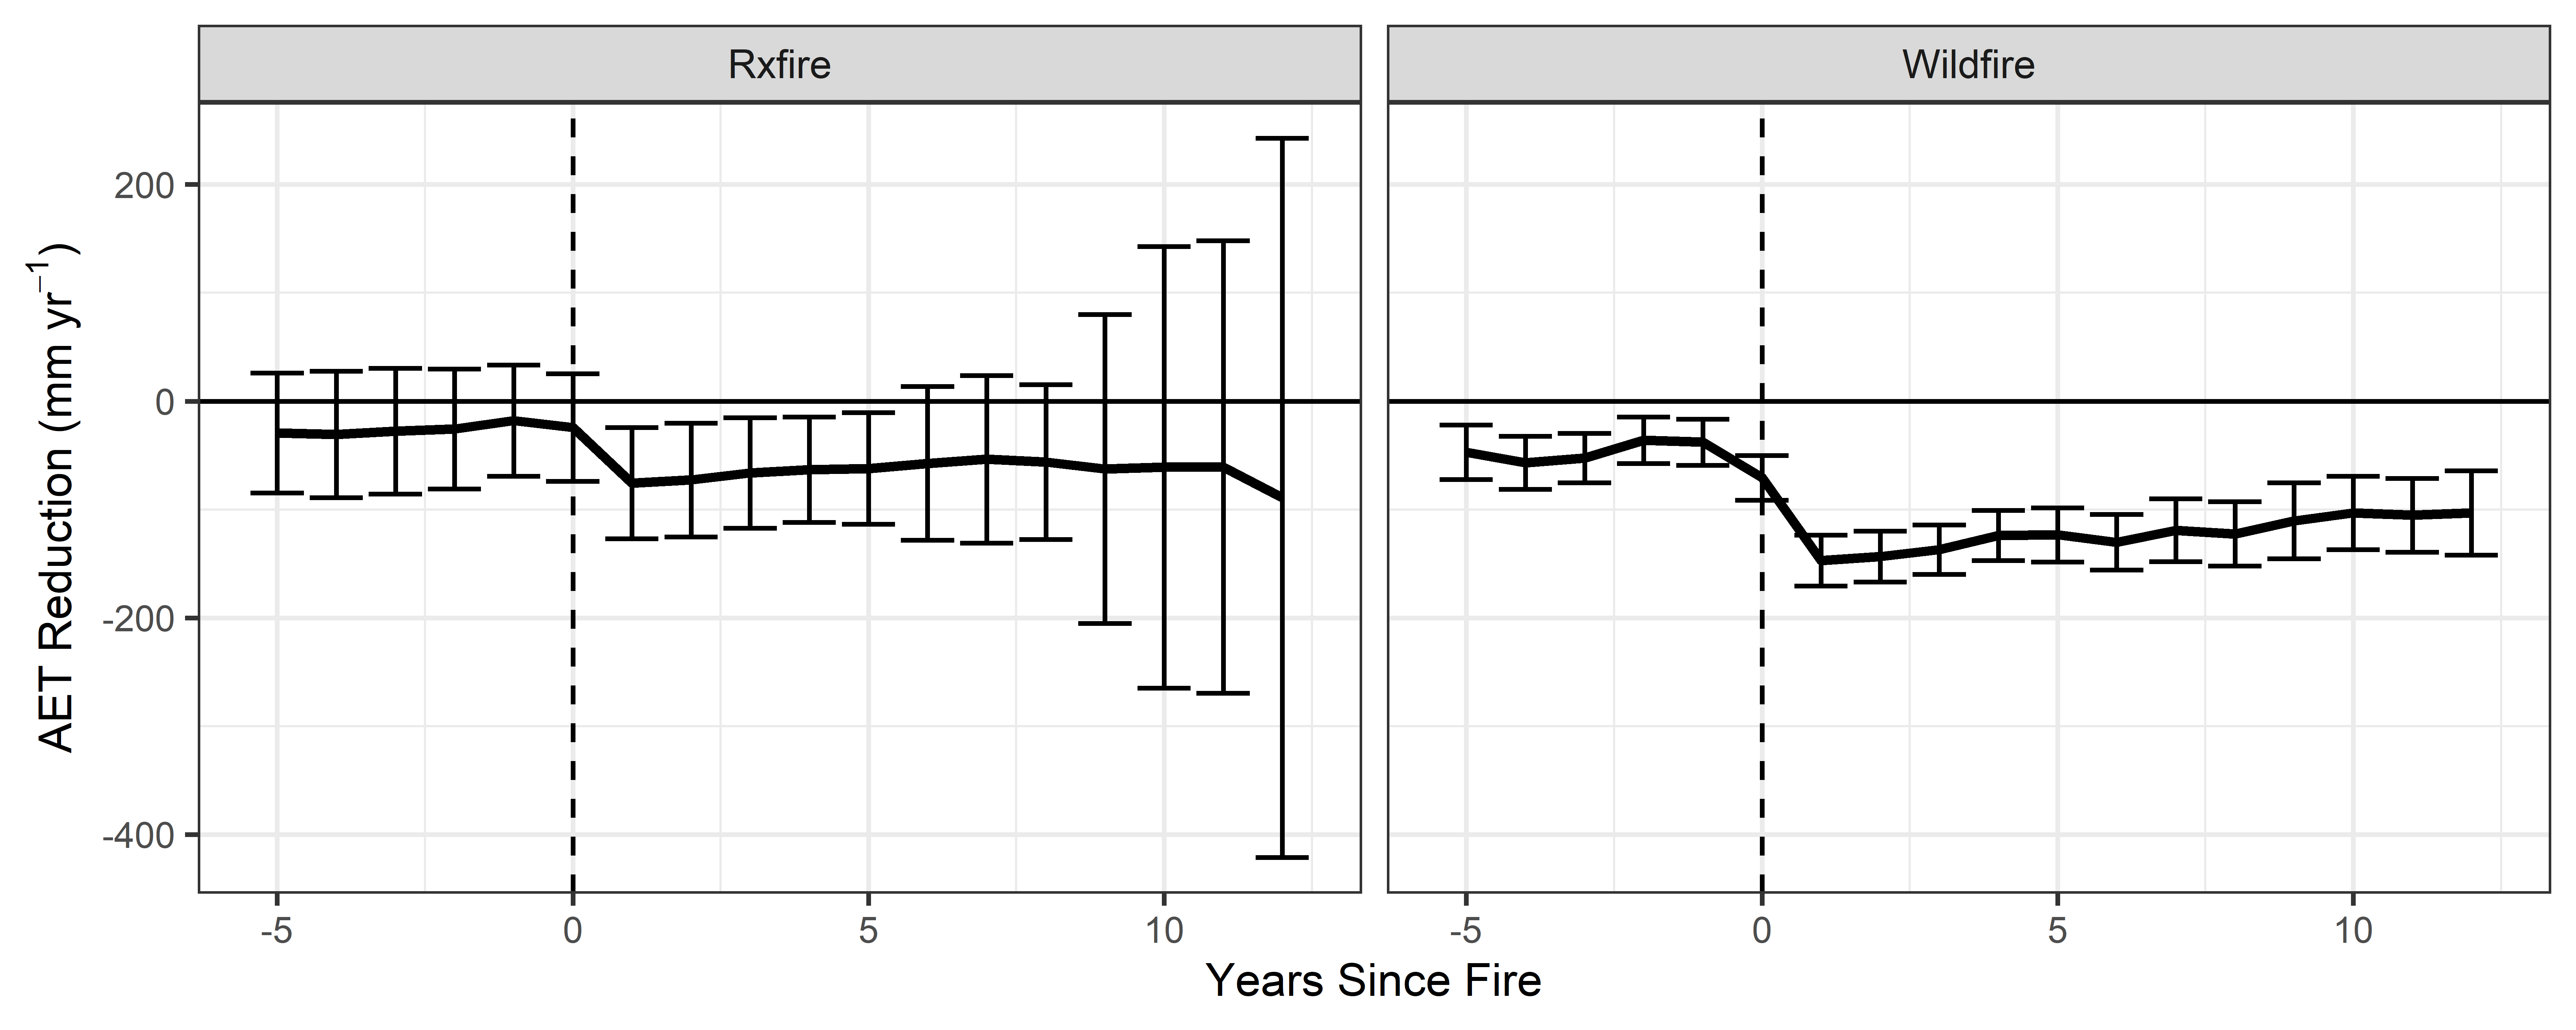 Rxfire Wildfire
AET Reduction (mm yr⁻¹)
200
0
-200
-400
-5 0 5 10 -5 0 5 10
Years Since Fire